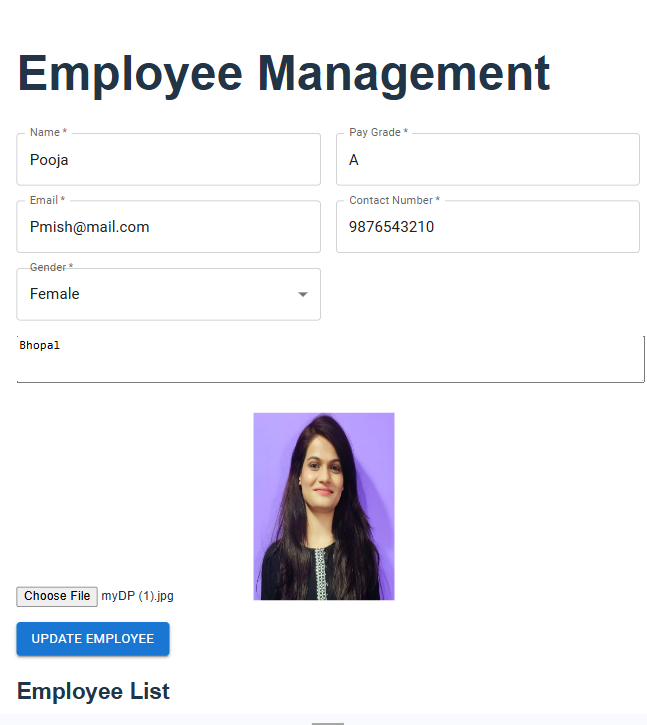 Employee Management
Name *
Pay Grade *
Pooja
A
Email *
Contact Number *
Pmish@mail.com
9876543210
Gender *
Female
Bhopal
Choose File myDP (1).jpg
UPDATE EMPLOYEE
Employee List